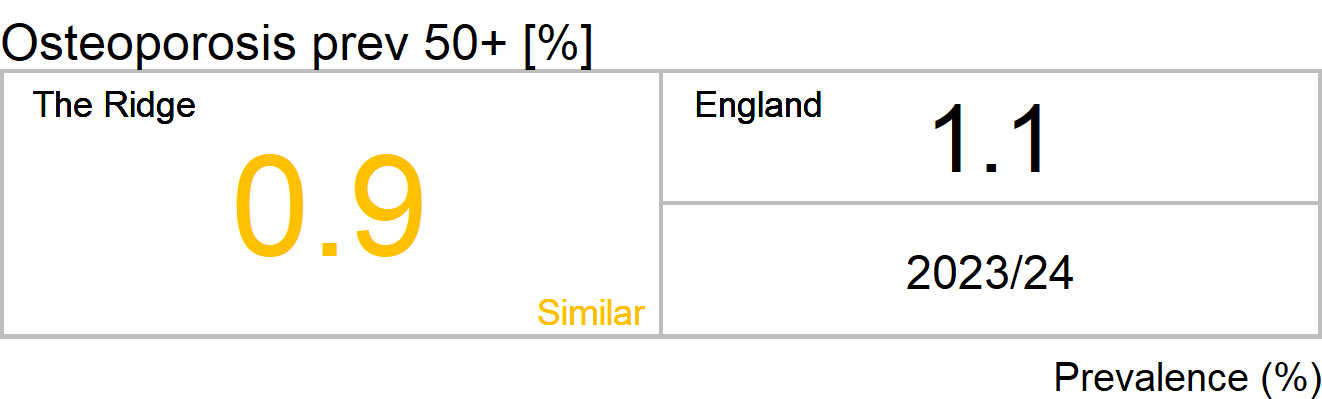 Osteoporosis prev 50+ [%]
The Ridge
0.9
Similar
England
1.1
2023/24
Prevalence (%)